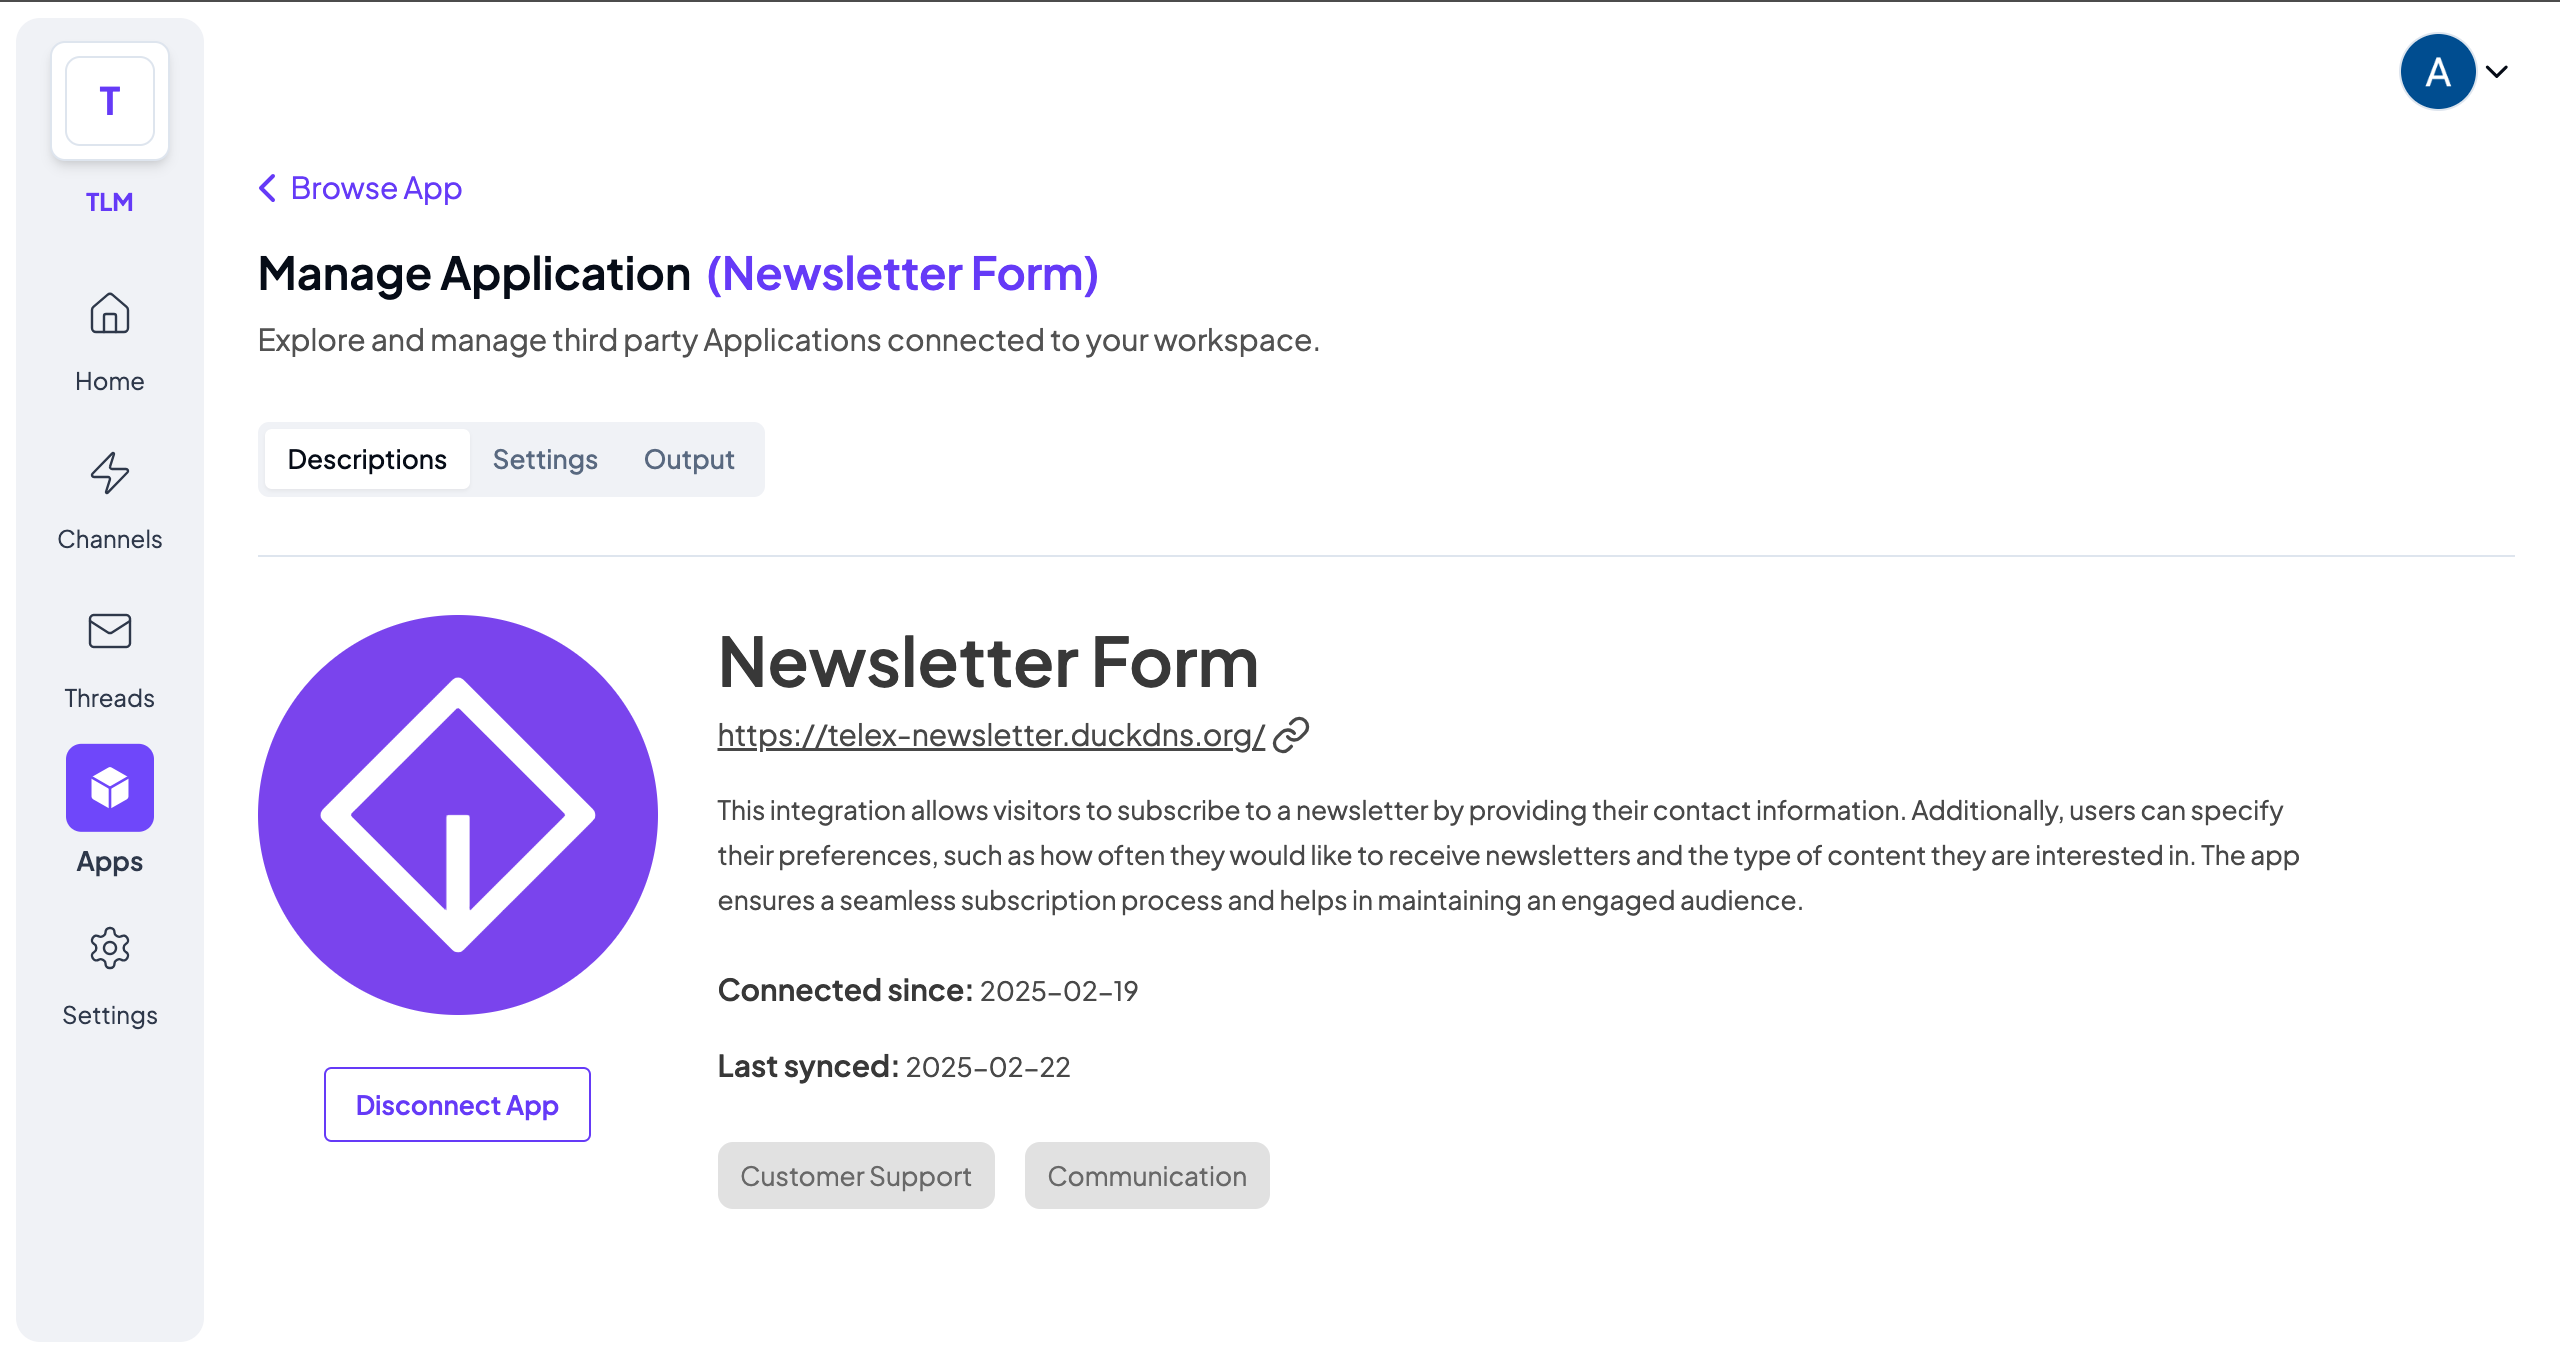 T
TLM
Home
Channels
Threads
Apps
Settings
A
Browse App
Manage Application (Newsletter Form)
Explore and manage third party Applications connected to your workspace.
Descriptions Settings Output
Newsletter Form
https://telex-newsletter.duckdns.org/
This integration allows visitors to subscribe to a newsletter by providing their contact information. Additionally, users can specify
their preferences, such as how often they would like to receive newsletters and the type of content they are interested in. The app
ensures a seamless subscription process and helps in maintaining an engaged audience.
Connected since: 2025-02-19
Last synced: 2025-02-22
Disconnect App
Customer Support Communication